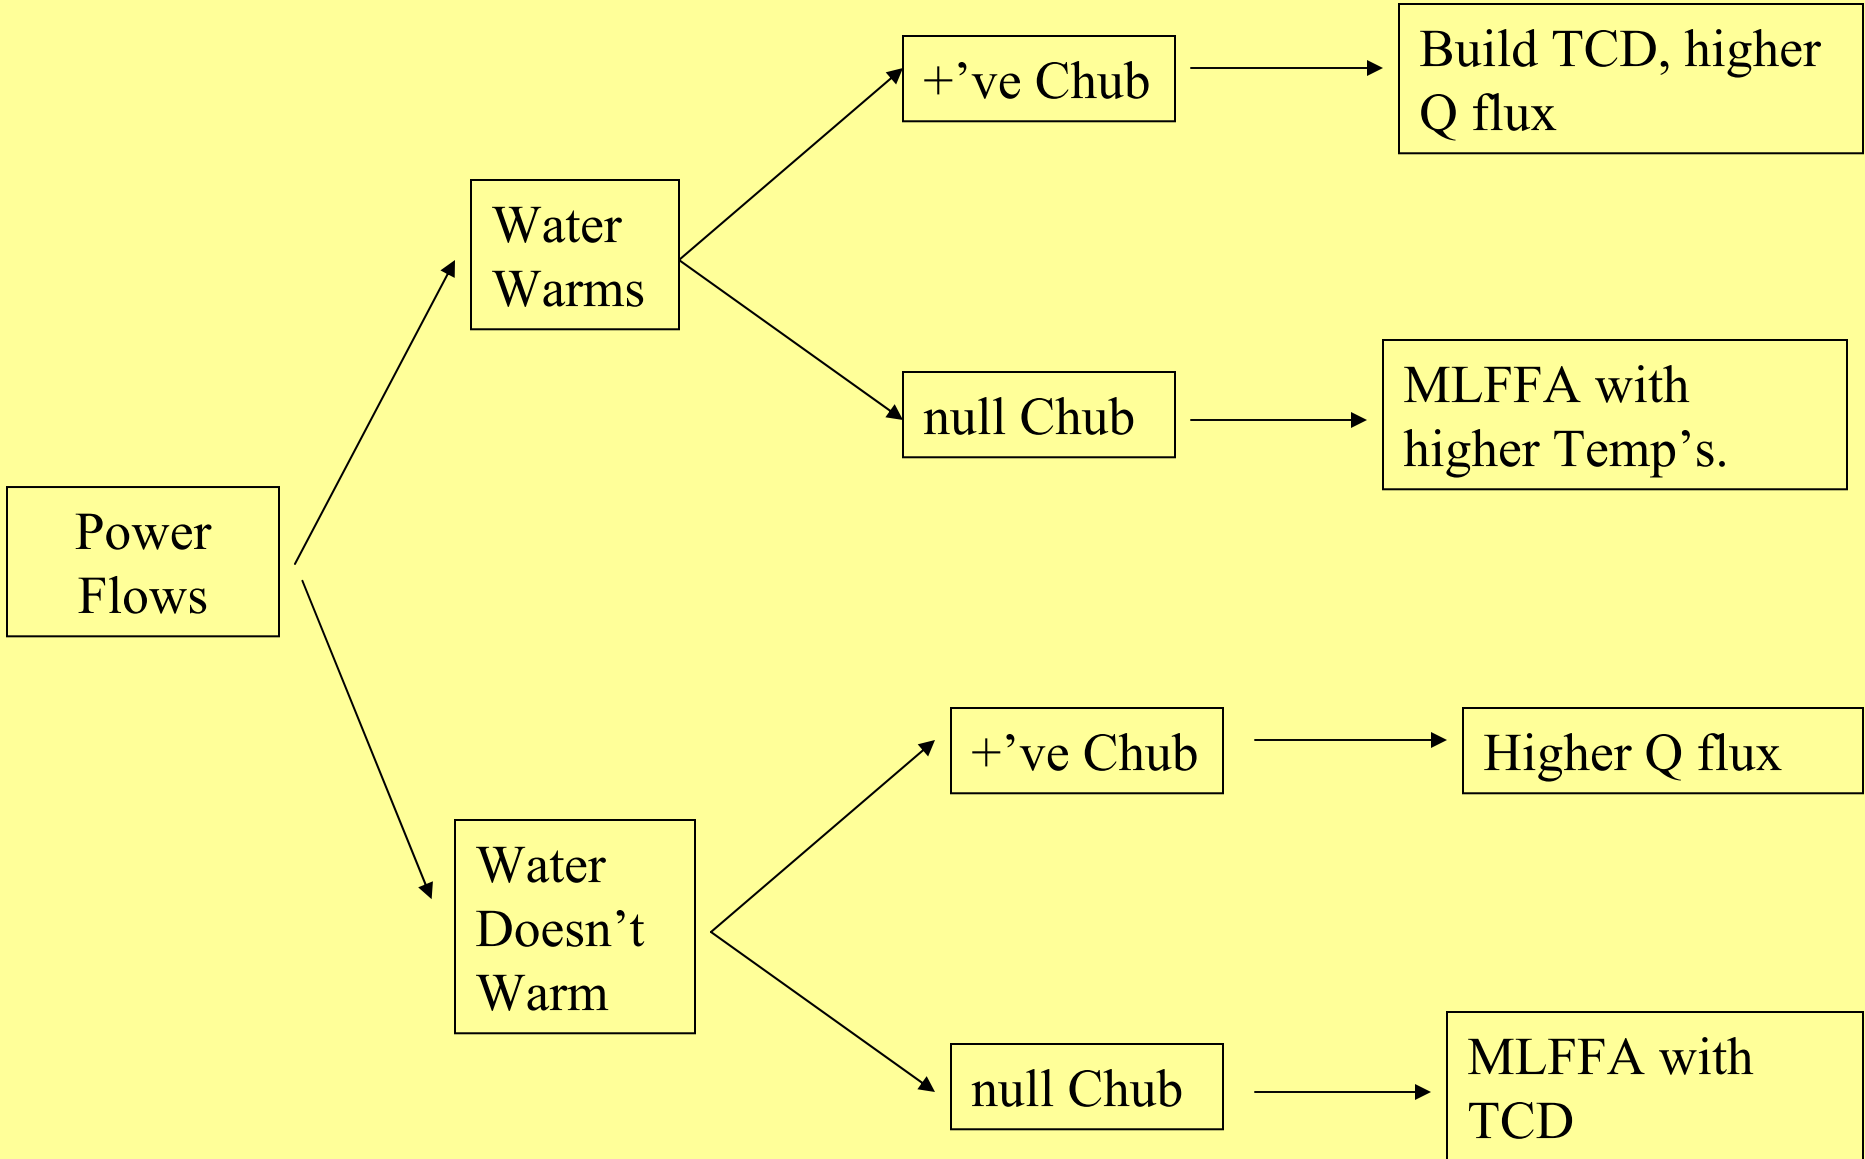 +’ve Chub
Build TCD, higher
Q flux
Water
Warms
null Chub
MLFFA with
higher Temp’s.
Power
Flows
+’ve Chub
Higher Q flux
Water
Doesn’t
Warm
null Chub
MLFFA with
TCD